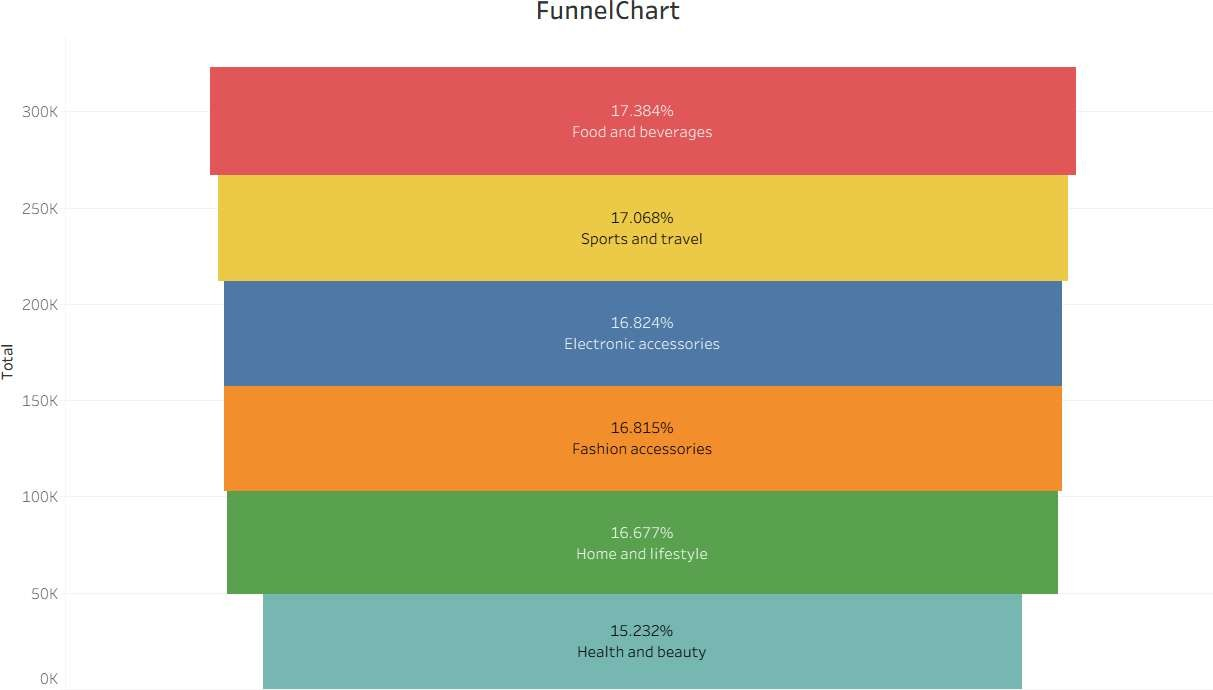 FunnelChart
Total
300K
250K
200K
150K
100K
50K
0K
17.384%
Food and beverages
17.068%
Sports and travel
16.824%
Electronic accessories
16.815%
Fashion accessories
16.677%
Home and lifestyle
15.232%
Health and beauty